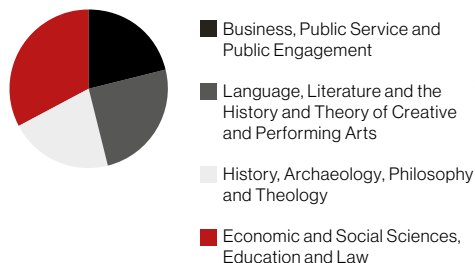 Business, Public Service and
Public Engagement
Language, Literature and the
History and Theory of Creative
and Performing Arts
History, Archaeology, Philosophy
and Theology
Economic and Social Sciences,
Education and Law